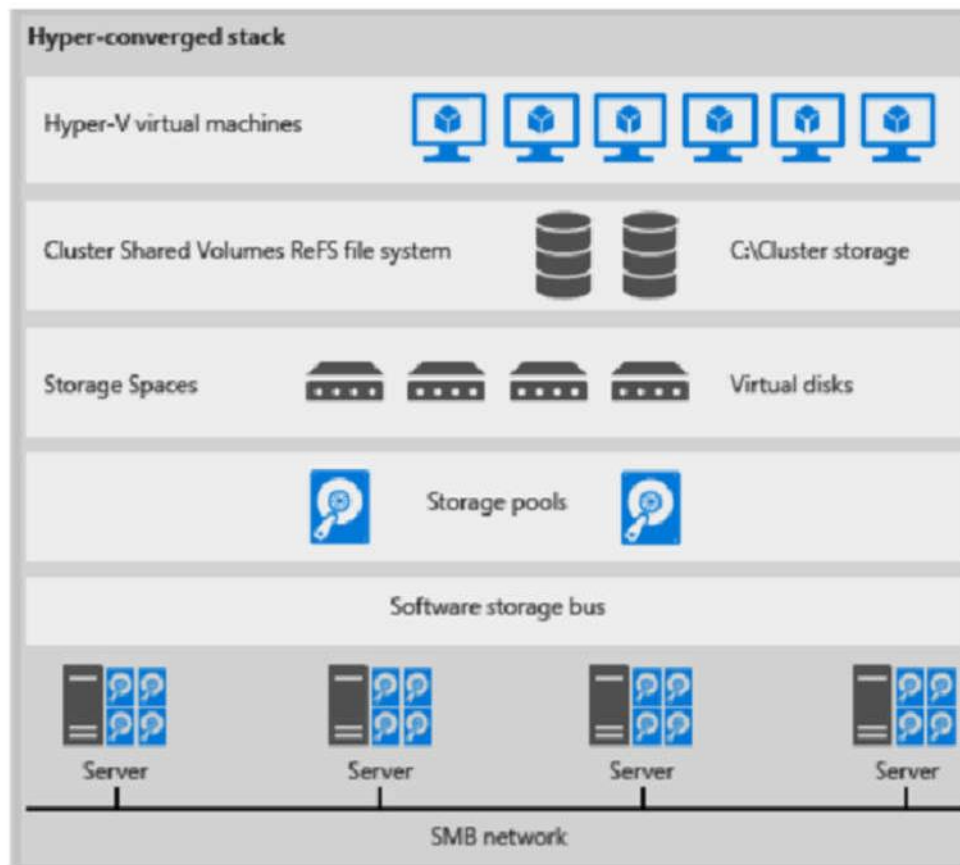 Hyper-converged stack
Hyper-V virtual machines
Cluster Shared Volumes ReFS file system
C:\Cluster storage
Storage Spaces
Virtual disks
Storage pools
Software storage bus
Server
Server
Server
Server
SMB network